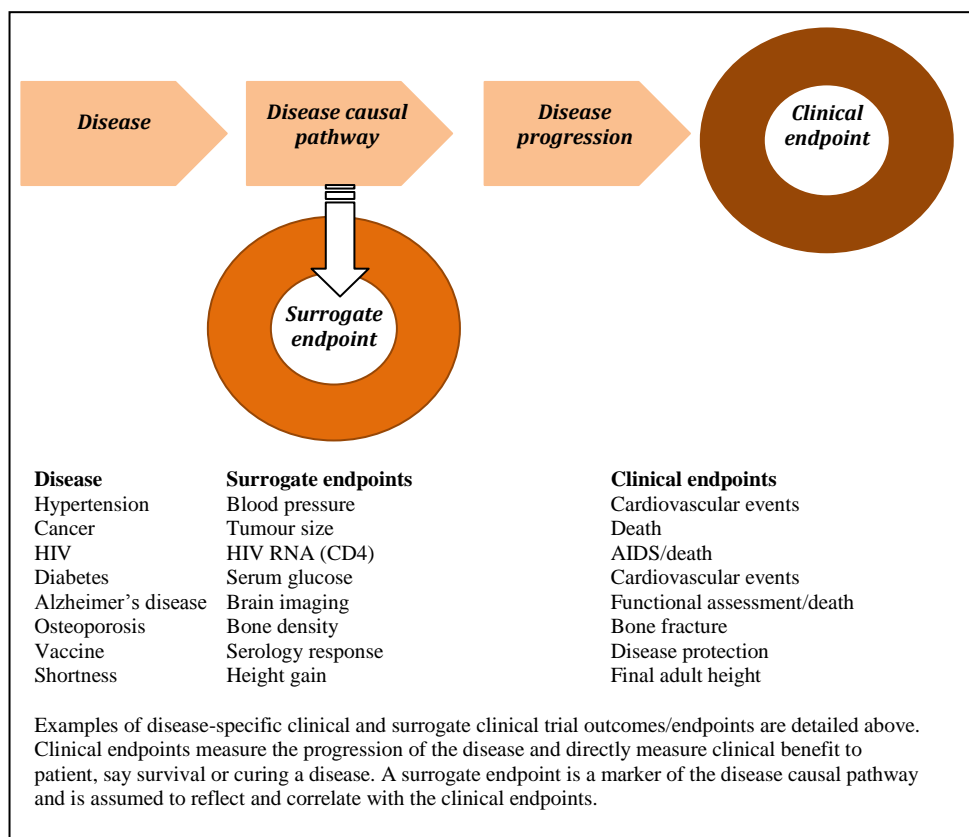 Disease
Disease causal
pathway
Disease
progression
Clinical
endpoint
Surrogate
endpoint
Disease Surrogate endpoints Clinical endpoints
Hypertension Blood pressure Cardiovascular events
Cancer Tumour size Death
HIV HIV RNA (CD4) AIDS/death
Diabetes Serum glucose Cardiovascular events
Alzheimer's disease Brain imaging Functional assessment/death
Osteoporosis Bone density Bone fracture
Vaccine Serology response Disease protection
Shortness Height gain Final adult height
Examples of disease-specific clinical and surrogate clinical trial outcomes/endpoints are detailed above.
Clinical endpoints measure the progression of the disease and directly measure clinical benefit to
patient, say survival or curing a disease. A surrogate endpoint is a marker of the disease causal pathway
and is assumed to reflect and correlate with the clinical endpoints.